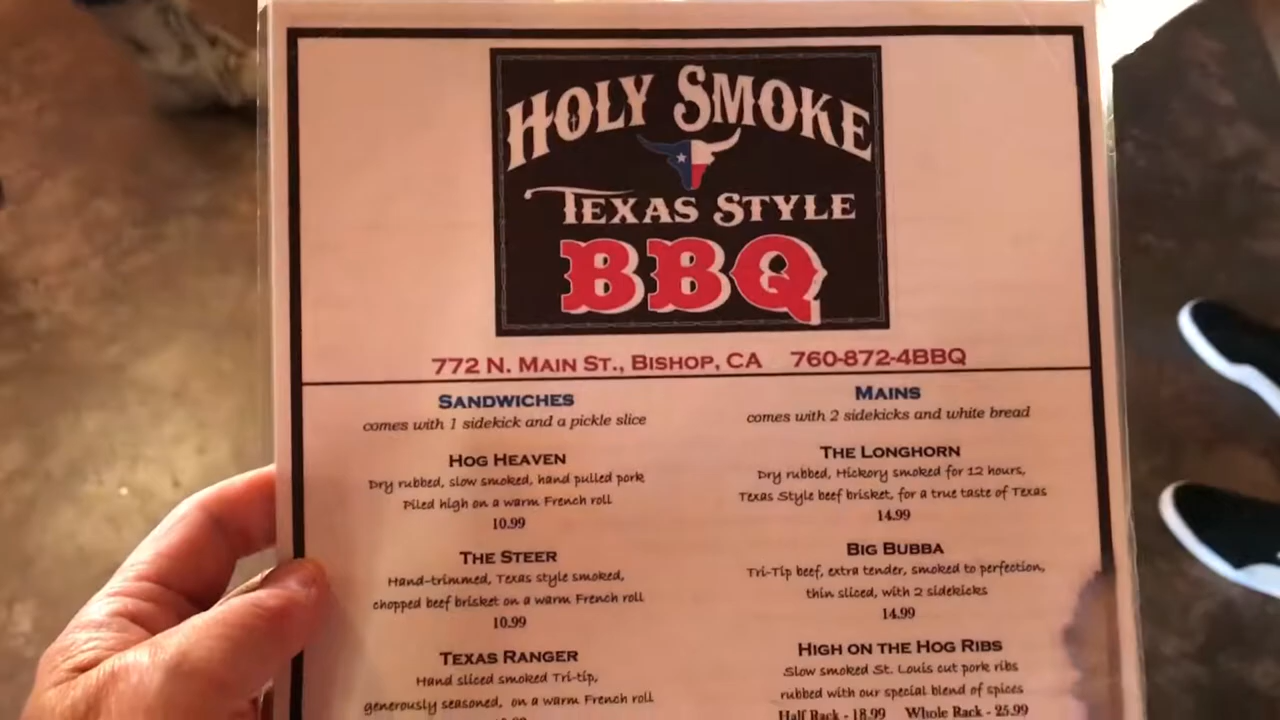 HOLY SMOKE
TEXAS STYLE
BBQ
772 N. MAIN ST., BISHOP, CA 760-872-4BBQ
SANDWICHES
comes with 1 sidekick and a pickle slice
HOG HEAVEN
Dry rubbed, slow smoked, hand pulled pork
Piled high on a warm French roll
10.99
THE STEER
Hand-trimmed, Texas style smoked,
chopped beef brisket on a warm French roll
10.99
TEXAS RANGER
Hand sliced smoked Tri-tip,
generously seasoned, on a warm French roll
MAINS
comes with 2 sidekicks and white bread
THE LONGHORN
Dry rubbed, Hickory smoked for 12 hours,
Texas Style beef brisket, for a true taste of Texas
14.99
BIG BUBBA
Tri-Tip beef, extra tender, smoked to perfection,
thin sliced, with 2 sidekicks
14.99
HIGH ON THE HOG RIBS
Slow smoked St. Louis cut pork ribs
rubbed with our special blend of spices
Half Rack - 18.99 Whole Rack - 25.99